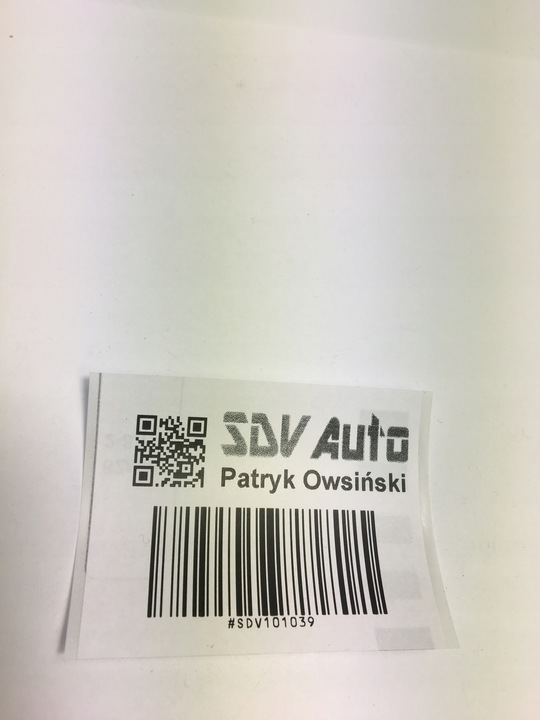 SDV Auto
Patryk Owsiński
#SDV101039